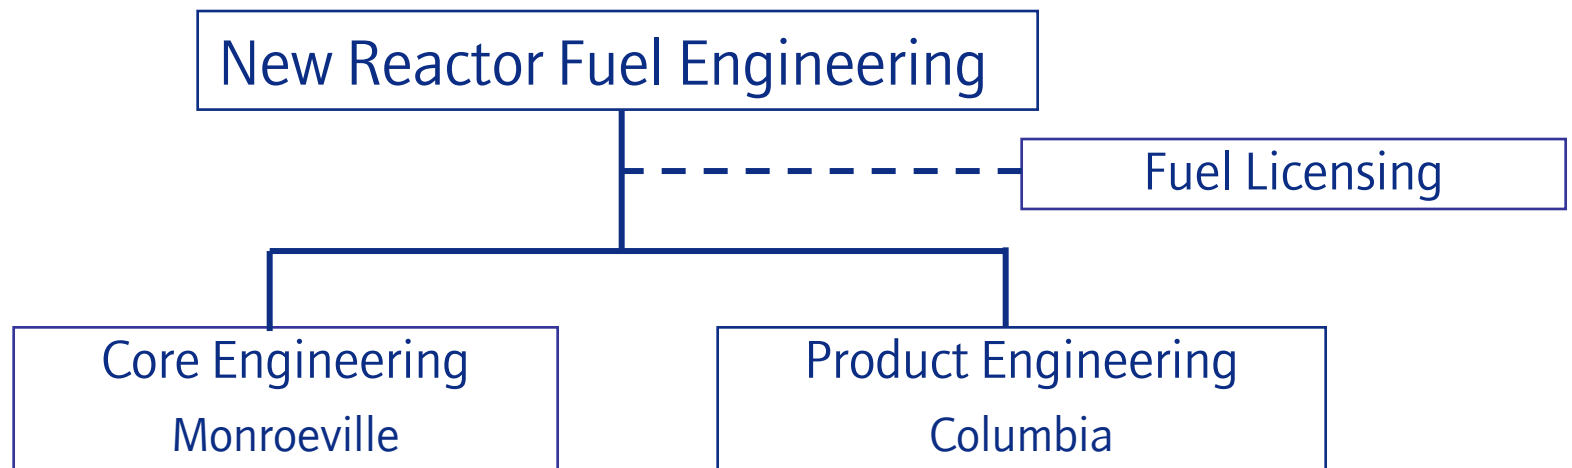 New Reactor Fuel Engineering
Fuel Licensing
Core Engineering
Monroeville
Product Engineering
Columbia